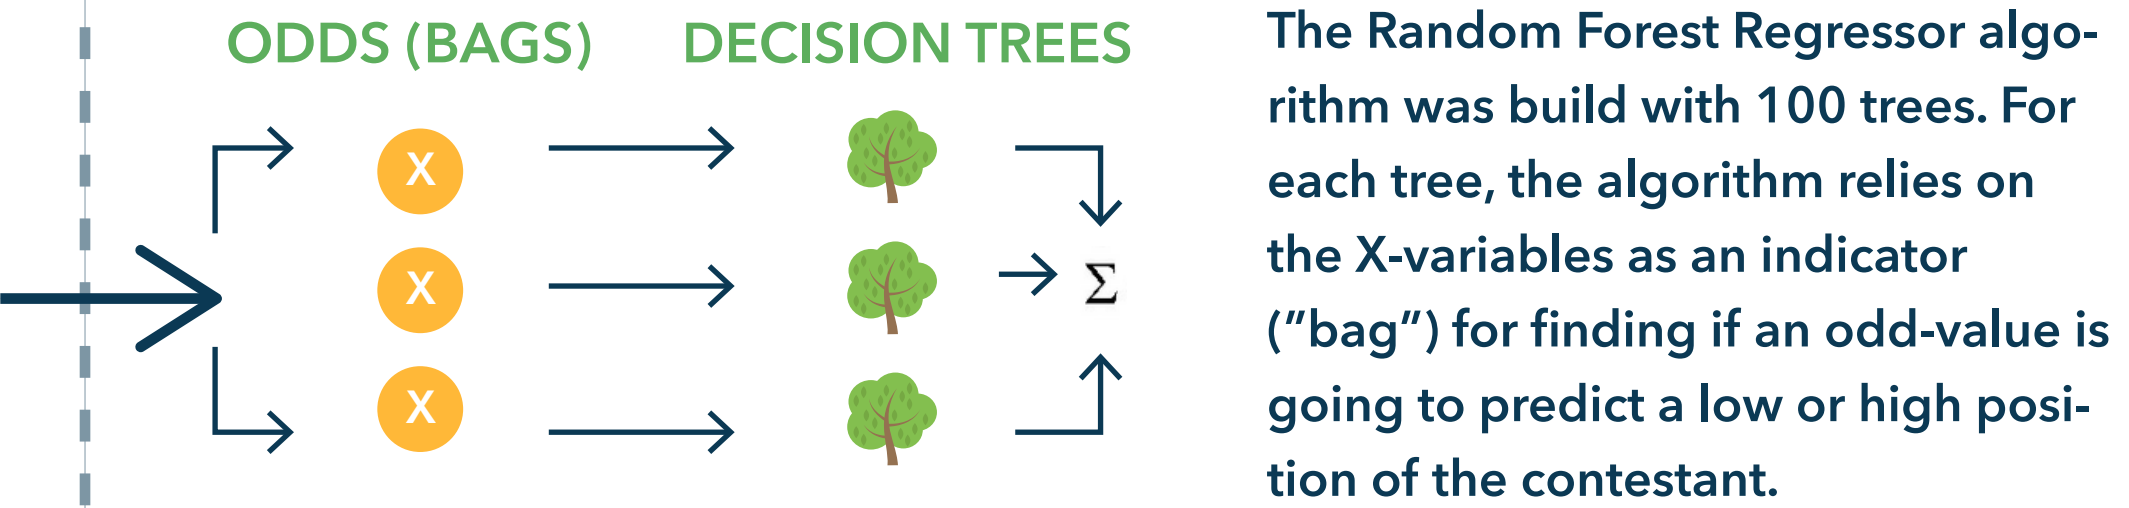 ODDS (BAGS)
DECISION TREES
X
X
X
Σ
The Random Forest Regressor algo-
rithm was build with 100 trees. For
each tree, the algorithm relies on
the X-variables as an indicator
(”bag”) for finding if an odd-value is
going to predict a low or high posi-
tion of the contestant.